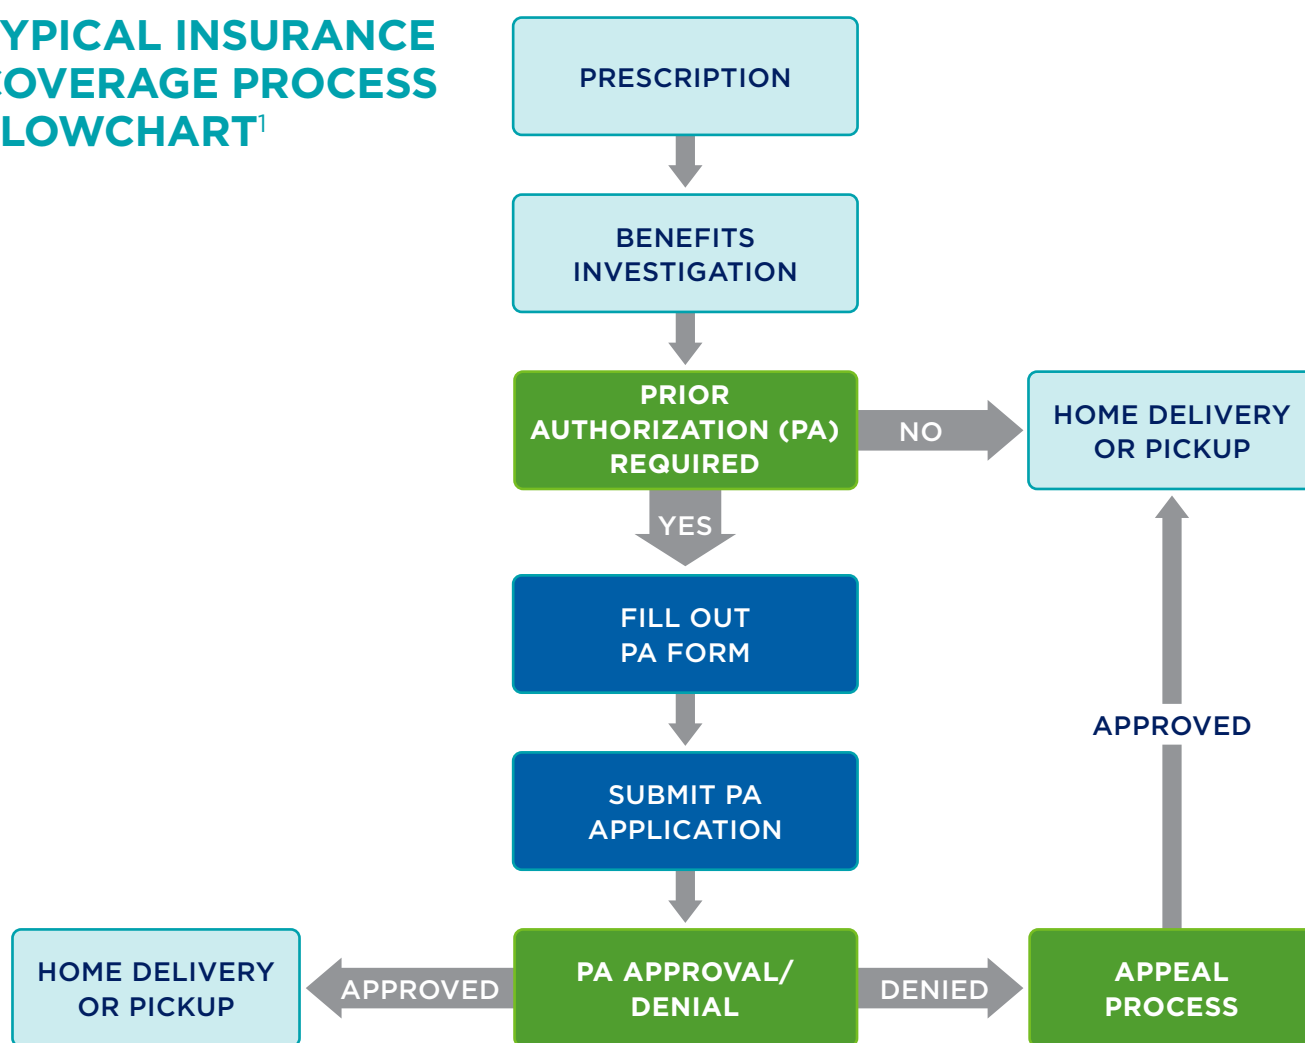 YPICAL INSURANCE
OVERAGE PROCESS
LOWCHART1
PRESCRIPTION
BENEFITS
INVESTIGATION
PRIOR
AUTHORIZATION (PA)
REQUIRED
NO
HOME DELIVERY
OR PICKUP
YES
FILL OUT
PA FORM
APPROVED
SUBMIT PA
APPLICATION
HOME DELIVERY
OR PICKUP
APPROVED
PA APPROVAL/
DENIAL
DENIED
APPEAL
PROCESS